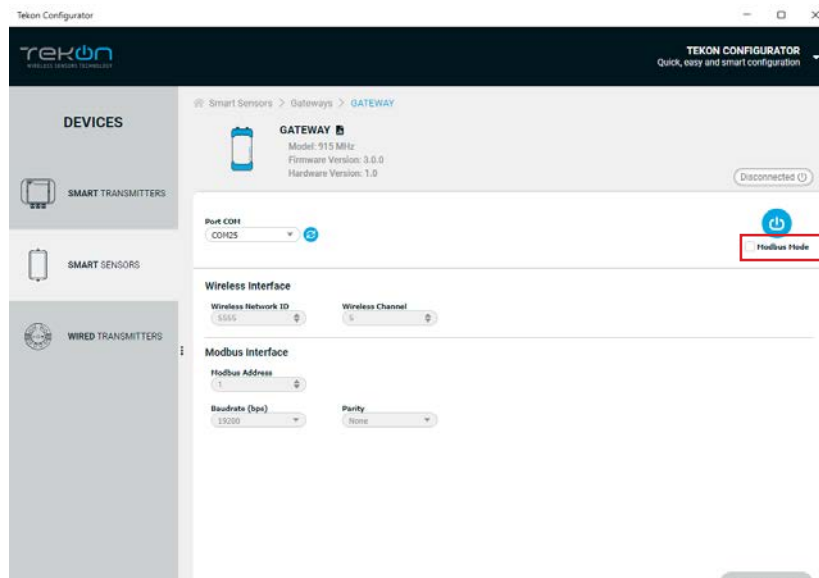 Tekon Configurator
TEKON
WIRELESS SENSORS TECHNOLOGY
TEKON CONFIGURATOR
Quick, easy and smart configuration
DEVICES
SMART TRANSMITTERS
SMART SENSORS
WIRED TRANSMITTERS
Smart Sensors > Gateways > GATEWAY
GATEWAY
Model: 915 MHz
Firmware Version: 3.0.0
Hardware Version: 1.0
Disconnected
Port COM
COM25
Modbus Mode
Wireless Interface
Wireless Network ID Wireless Channel
5555 5
Modbus Interface
Modbus Address
1
Baudrate (bps) Parity
19200 None